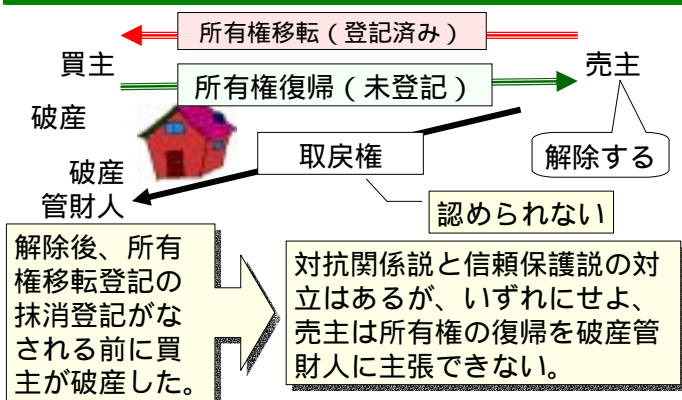 所有権移転（登記済み）
買主
売主
所有権復帰（未登記）
破産
取戻権
解除する
破産
管財人
認められない
解除後、所有
権移転登記の
抹消登記がな
される前に買
主が破産した。
対抗関係説と信頼保護説の対
立はあるが、いずれにせよ、
売主は所有権の復帰を破産管
財人に主張できない。